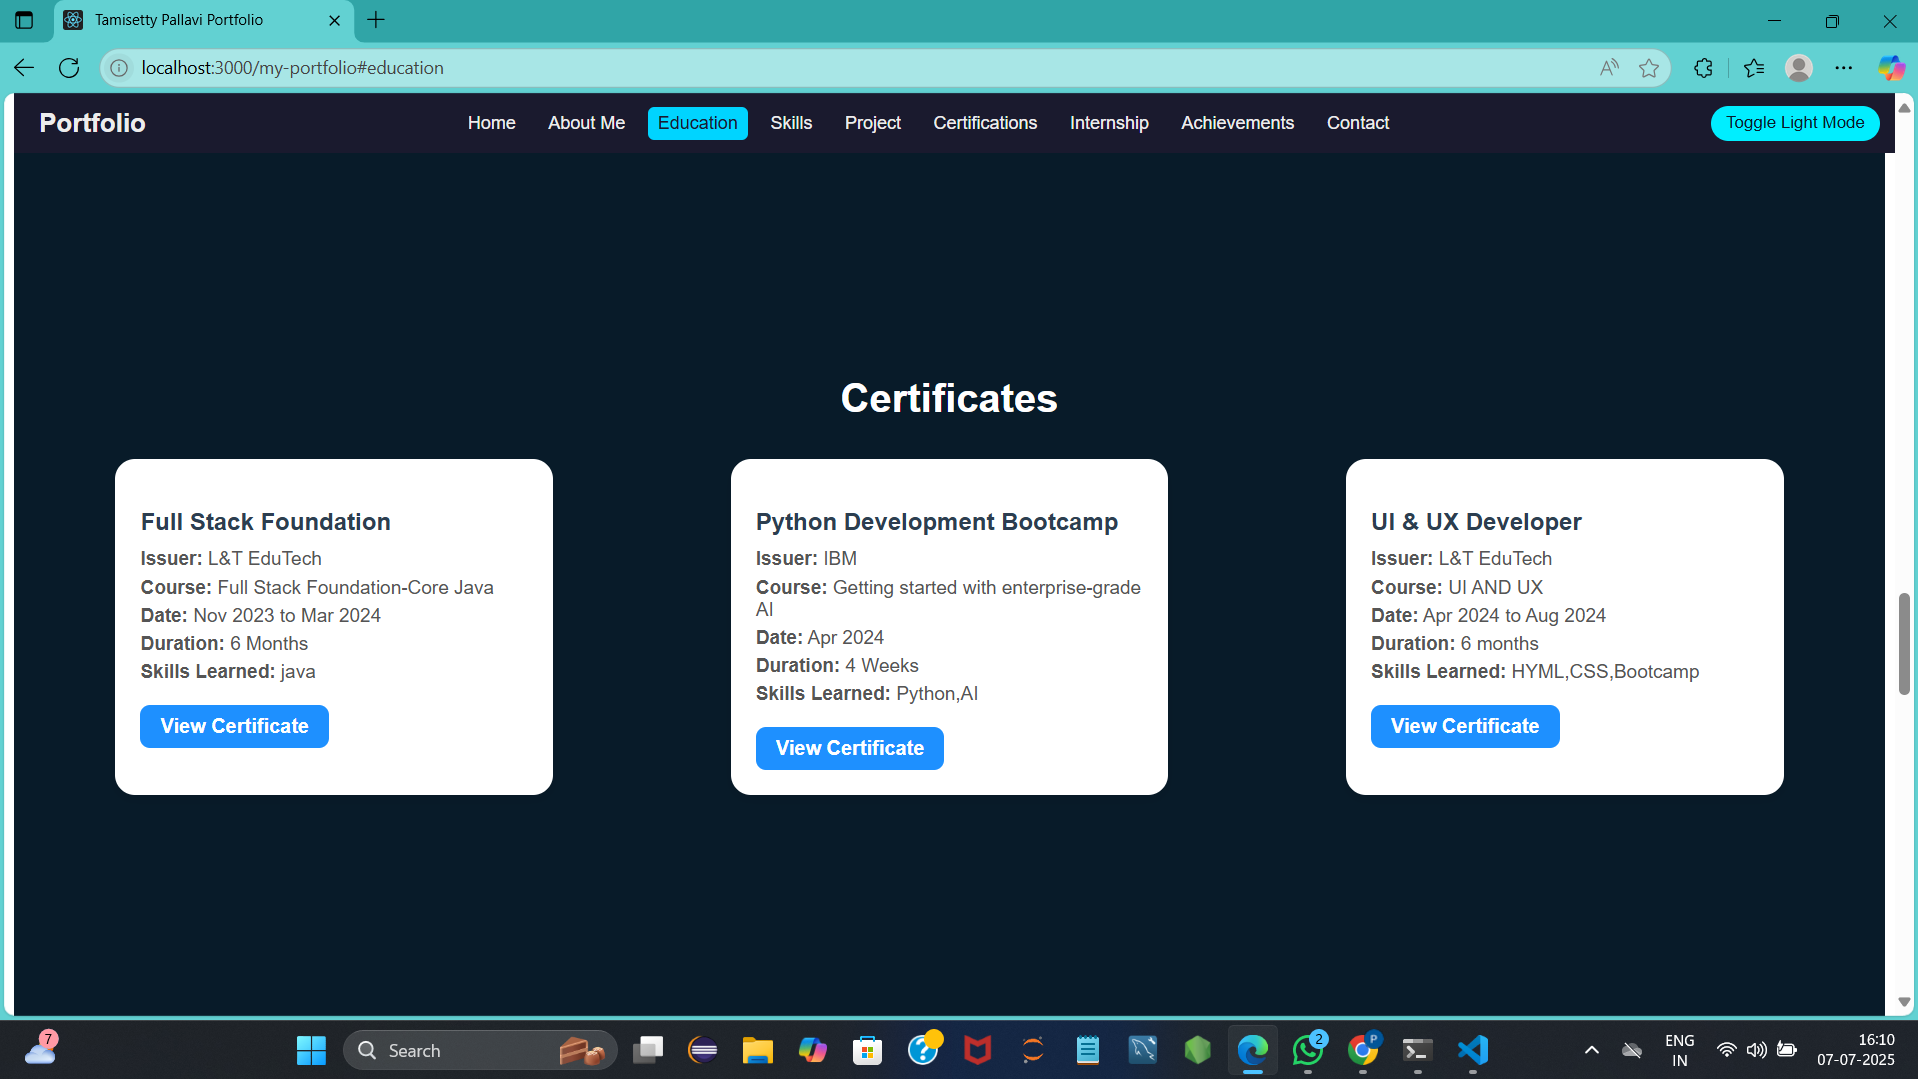 Tamisetty Pallavi Portfolio
localhost:3000/my-portfolio#education
Portfolio
Home
About Me
Education
Skills
Project
Certifications
Internship
Achievements
Contact
Toggle Light Mode
Certificates
Full Stack Foundation
Issuer: L&T EduTech
Course: Full Stack Foundation-Core Java
Date: Nov 2023 to Mar 2024
Duration: 6 Months
Skills Learned: java
View Certificate
Python Development Bootcamp
Issuer: IBM
Course: Getting started with enterprise-grade
AI
Date: Apr 2024
Duration: 4 Weeks
Skills Learned: Python,AI
View Certificate
UI & UX Developer
Issuer: L&T EduTech
Course: UI AND UX
Date: Apr 2024 to Aug 2024
Duration: 6 months
Skills Learned: HYML,CSS,Bootcamp
View Certificate
7
Search
2
P
ENG
IN
16:10
07-07-2025